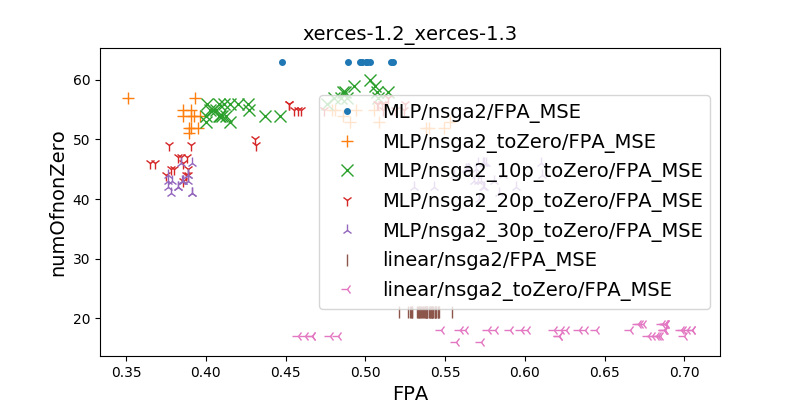 xerces-1.2_xerces-1.3
numOfnonZero
60
50
40
30
20
MLP/nsga2/FPA_MSE
MLP/nsga2_toZero/FPA_MSE
MLP/nsga2_10p_toZero/FPA_MSE
MLP/nsga2_20p_toZero/FPA_MSE
MLP/nsga2_30p_toZero/FPA_MSE
linear/nsga2/FPA_MSE
linear/nsga2_toZero/FPA_MSE
0.35 0.40 0.45 0.50 0.55 0.60 0.65 0.70
FPA